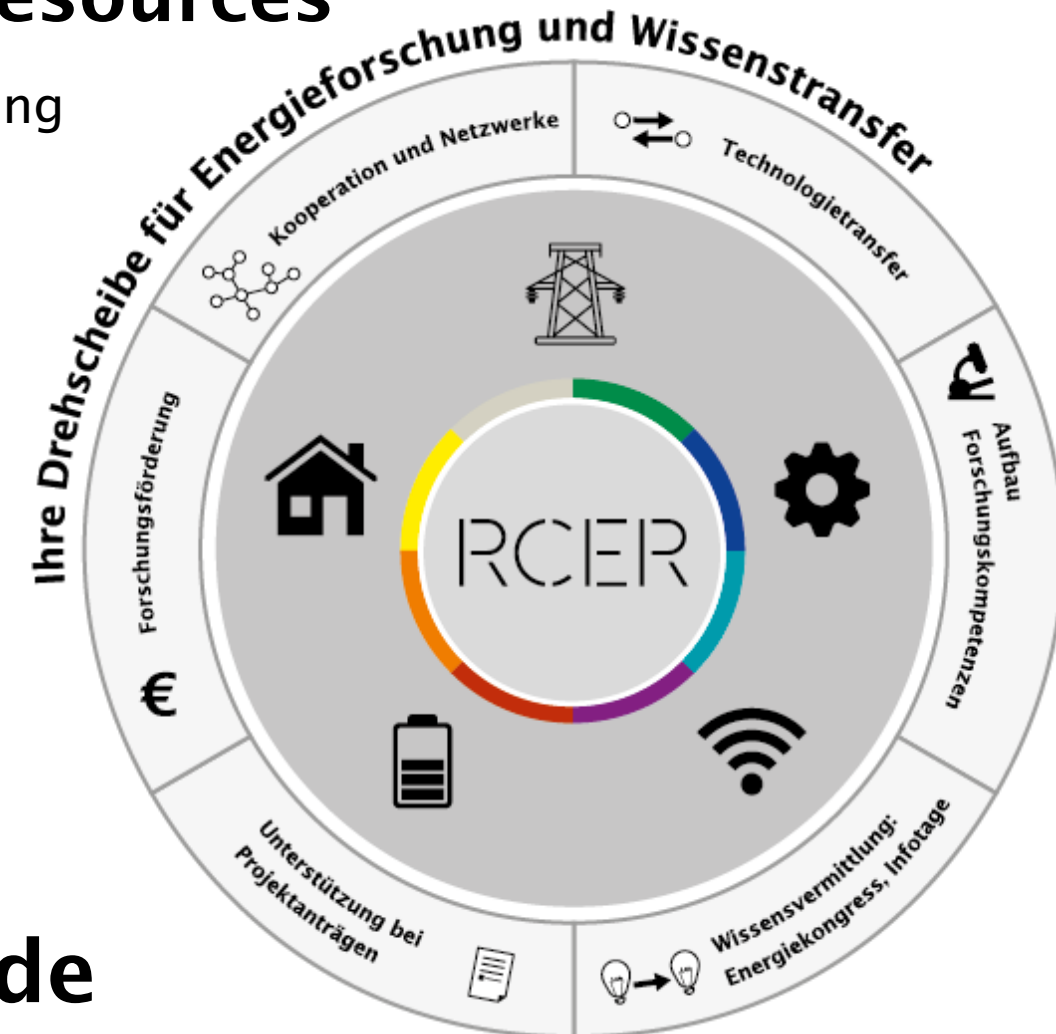 esources
ng
Ihre Drehscheibe für Energieforschung und Wissenstransfer
Kooperation und Netzwerke
Technologietransfer
Aufbau
Forschungskompetenzen
Forschungsförderung
€
RCER
Unterstützung bei
Projektanträgen
Wissensvermittlung:
Energiekongress, Infotage
de